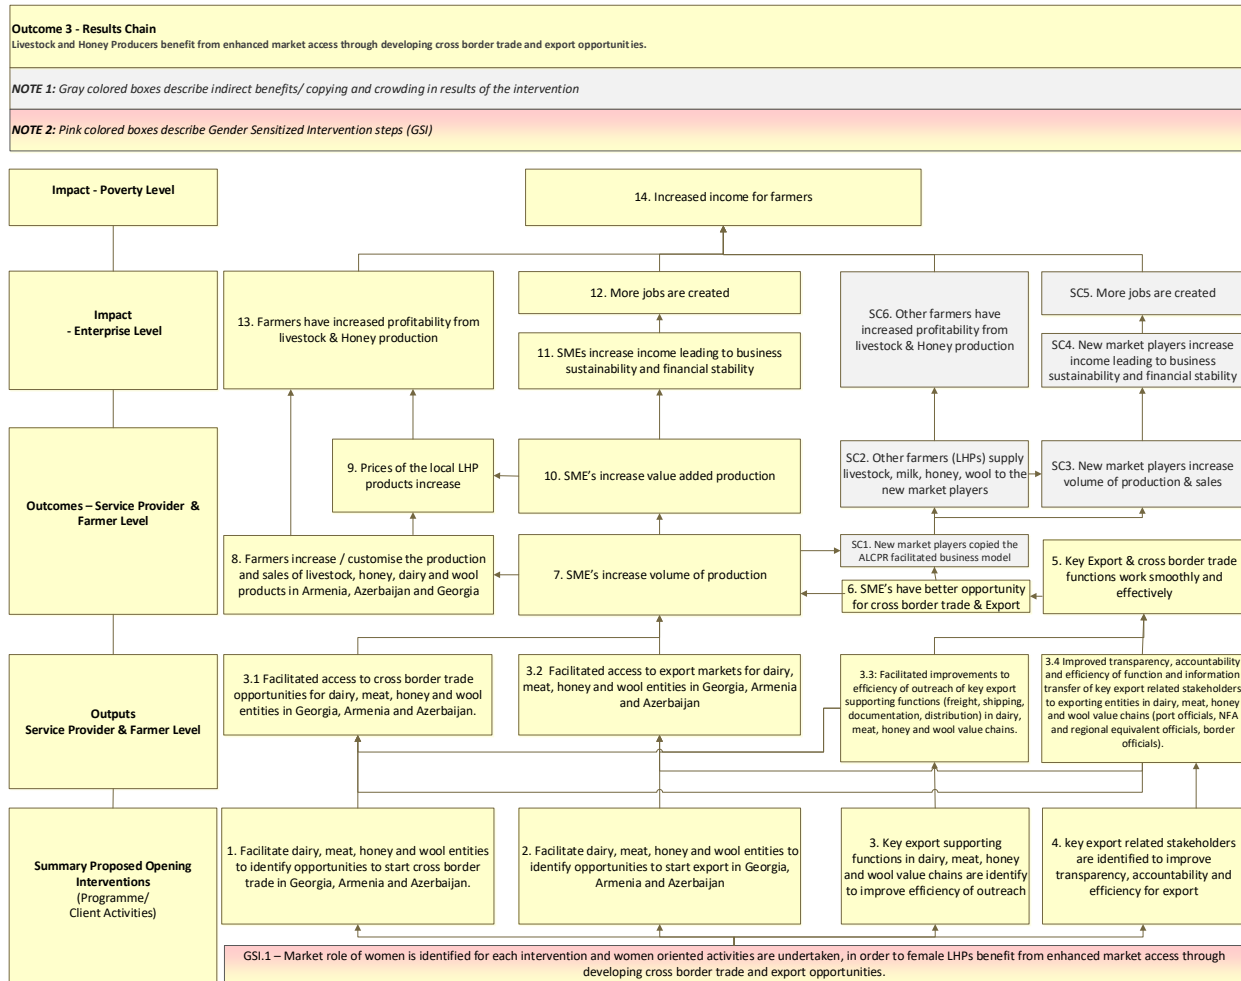 Outcome 3 - Results Chain
Livestock and Honey Producers benefit from enhanced market access through developing cross border trade and export opportunities.
NOTE 1: Gray colored boxes describe indirect benefits/ copying and crowding in results of the intervention
NOTE 2: Pink colored boxes describe Gender Sensitized Intervention steps (GSI)
Impact - Poverty Level
14. Increased income for farmers
Impact
- Enterprise Level
13. Farmers have increased profitability from
livestock & Honey production
12. More jobs are created
11. SMEs increase income leading to business
sustainability and financial stability
SC6. Other farmers have
increased profitability from
livestock & Honey production
SC5. More jobs are created
SC4. New market players increase
income leading to business
sustainability and financial stability
Outcomes – Service Provider &
Farmer Level
9. Prices of the local LHP
products increase
10. SME's increase value added production
SC2. Other farmers (LHPs) supply
livestock, milk, honey, wool to the
new market players
SC3. New market players increase
volume of production & sales
8. Farmers increase / customise the production
and sales of livestock, honey, dairy and wool
products in Armenia, Azerbaijan and Georgia
7. SME's increase volume of production
SC1. New market players copied the
ALCPR facilitated business model
6. SME's have better opportunity
for cross border trade & Export
5. Key Export & cross border trade
functions work smoothly and
effectively
Outputs
Service Provider & Farmer Level
3.1 Facilitated access to cross border trade
opportunities for dairy, meat, honey and wool
entities in Georgia, Armenia and Azerbaijan.
3.2 Facilitated access to export markets for dairy,
meat, honey and wool entities in Georgia, Armenia
and Azerbaijan
3.3: Facilitated improvements to
efficiency of outreach of key export
supporting functions (freight, shipping,
documentation, distribution) in dairy,
meat, honey and wool value chains.
3.4 Improved transparency, accountability
and efficiency of function and information
transfer of key export related stakeholders
to exporting entities in dairy, meat, honey
and wool value chains (port officials, NFA
and regional equivalent officials, border
officials).
Summary Proposed Opening
Interventions
(Programme/
Client Activities)
1. Facilitate dairy, meat, honey and wool entities
to identify opportunities to start cross border
trade in Georgia, Armenia and Azerbaijan.
2. Facilitate dairy, meat, honey and wool entities to
identify opportunities to start export in Georgia,
Armenia and Azerbaijan
3. Key export supporting
functions in dairy, meat, honey
and wool value chains are identify
to improve efficiency of outreach
4. key export related stakeholders
are identified to improve
transparency, accountability and
efficiency for export
GSI.1 – Market role of women is identified for each intervention and women oriented activities are undertaken, in order to female LHPs benefit from enhanced market access through
developing cross border trade and export opportunities.